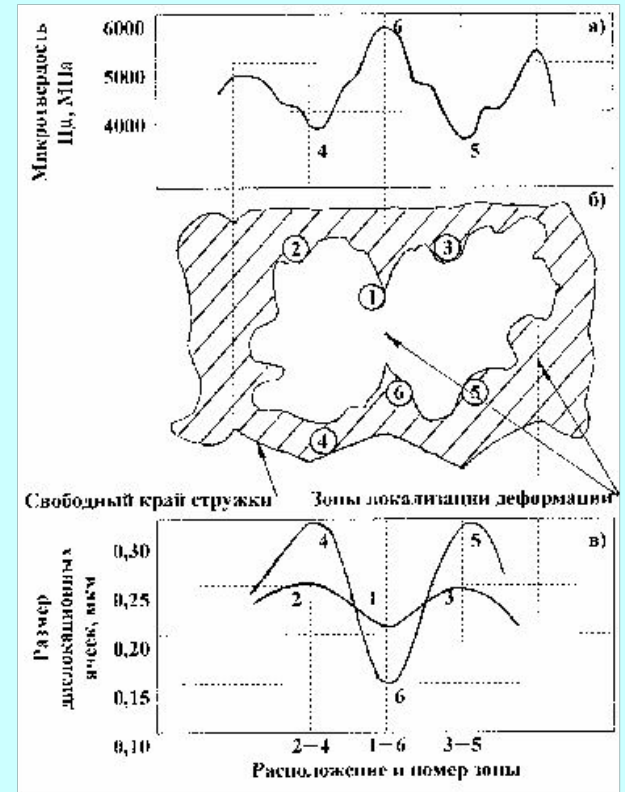 Микротвердость
Нд, МПа
6000
5000
4000
а)
6
4
5
б)
2
3
1
6
5
4
Свободный край стружки
Зоны локализации деформации
Размер
дислокационных
ячеек, мкм
0,30
0,25
0,20
0,15
0,10
в)
4
5
2
1
3
6
2–4
1–6
3–5
Расположение и номер зоны